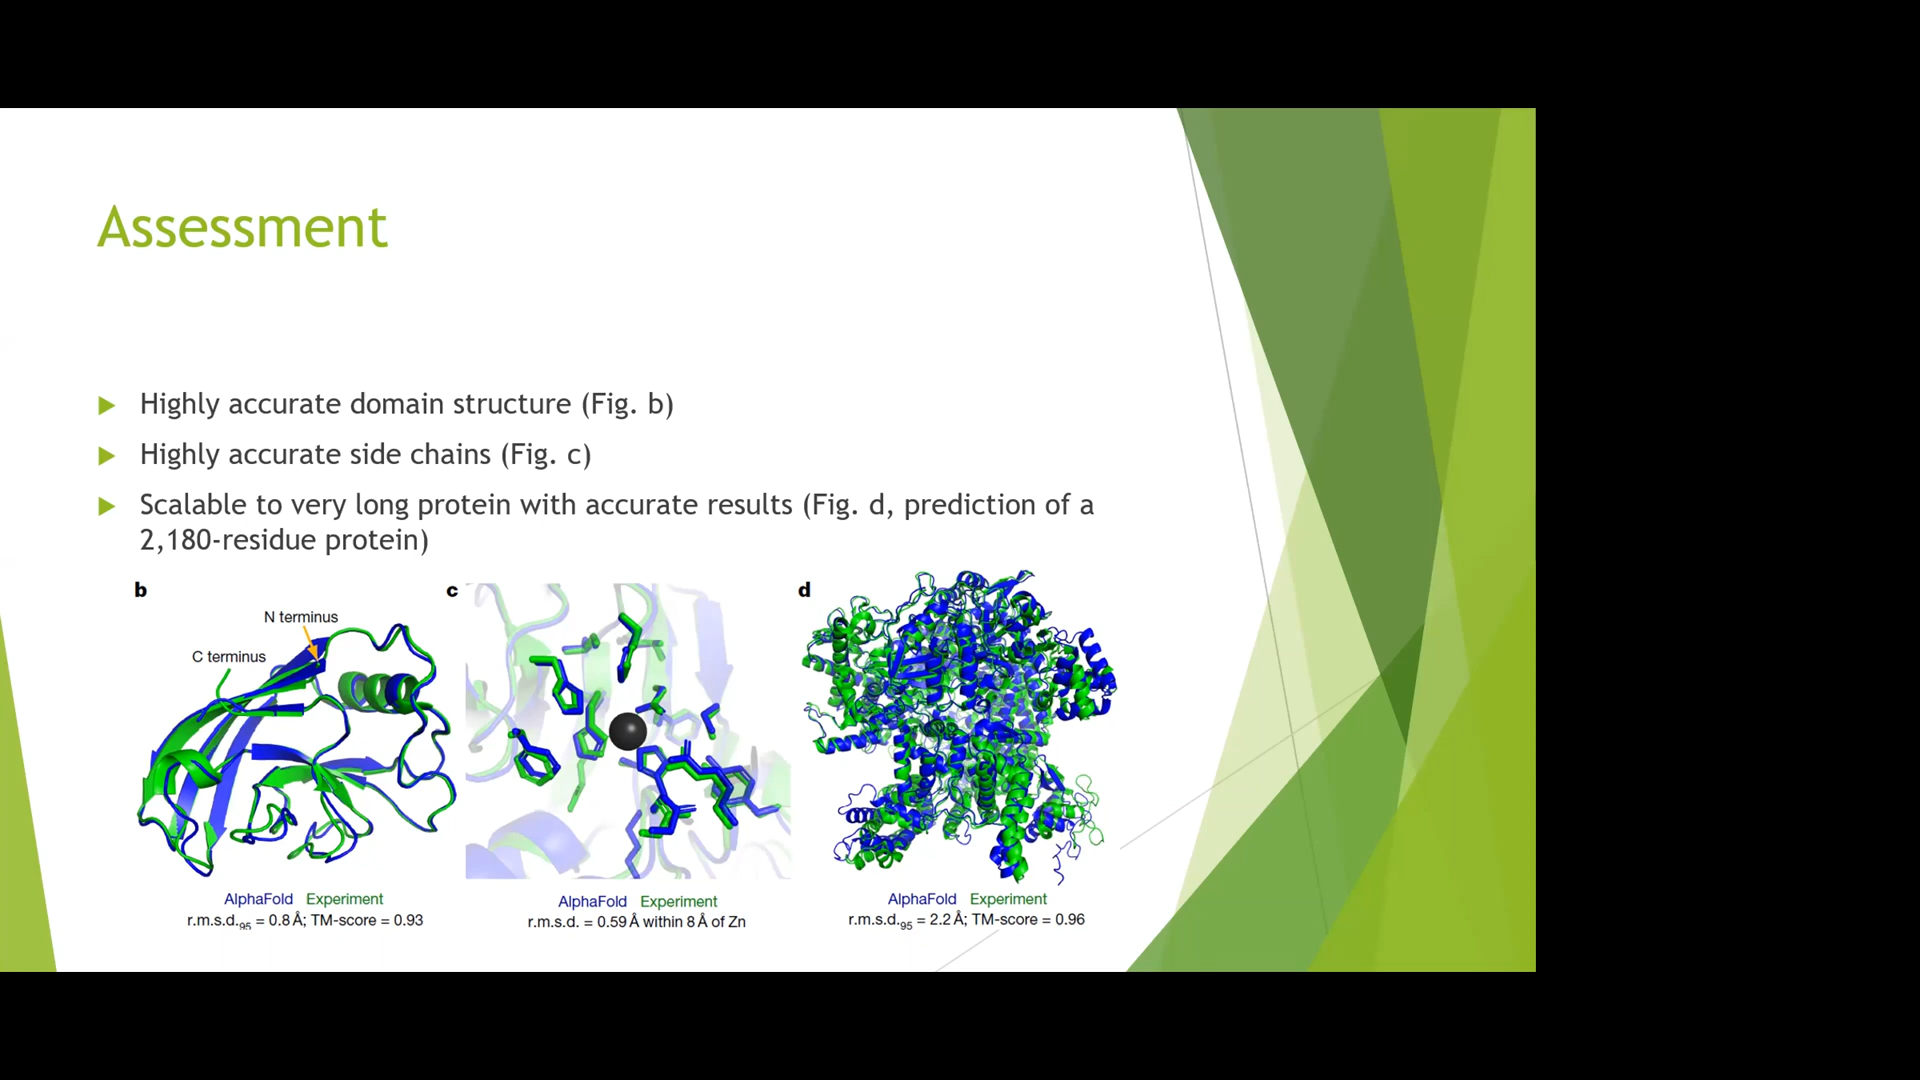 Assessment
Highly accurate domain structure (Fig. b)
Highly accurate side chains (Fig. c)
Scalable to very long protein with accurate results (Fig. d, prediction of a
2,180-residue protein)
b
N terminus
C terminus
AlphaFold Experiment
r.m.s.d.95 = 0.8 Å; TM-score = 0.93
c
AlphaFold Experiment
r.m.s.d. = 0.59 Å within 8 Å of Zn
d
AlphaFold Experiment
r.m.s.d.95 = 2.2 Å; TM-score = 0.96